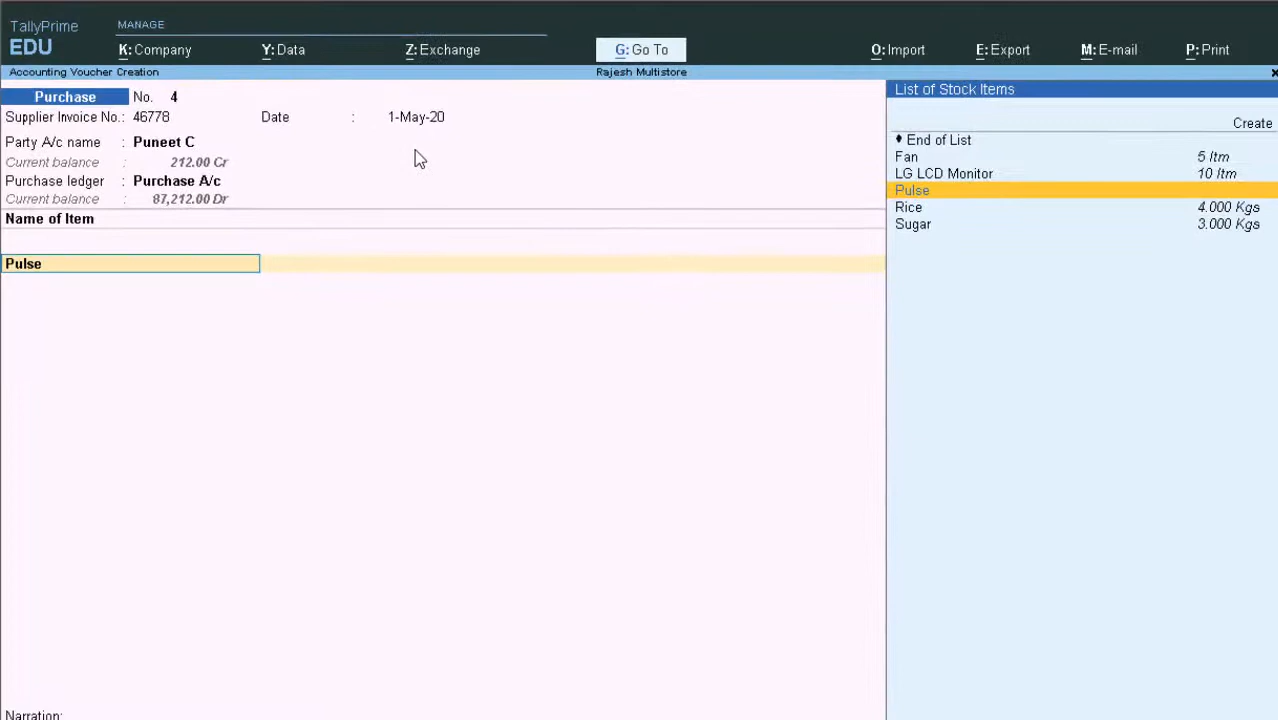 TallyPrime MANAGE
EDU K: Company Y: Data Z: Exchange G: Go To O: Import E: Export M: E-mail P: Print
Accounting Voucher Creation Rajesh Multistore
Purchase No. 4
Supplier Invoice No.: 46778 Date : 1-May-20
Party A/c name : Puneet C
Current balance : 212.00 Cr
Purchase ledger : Purchase A/c
Current balance : 87,212.00 Dr
Name of Item
Pulse
Narration:
List of Stock Items
Create
End of List
Fan 5 Itm
LG LCD Monitor 10 Itm
Pulse
Rice 4.000 Kgs
Sugar 3.000 Kgs